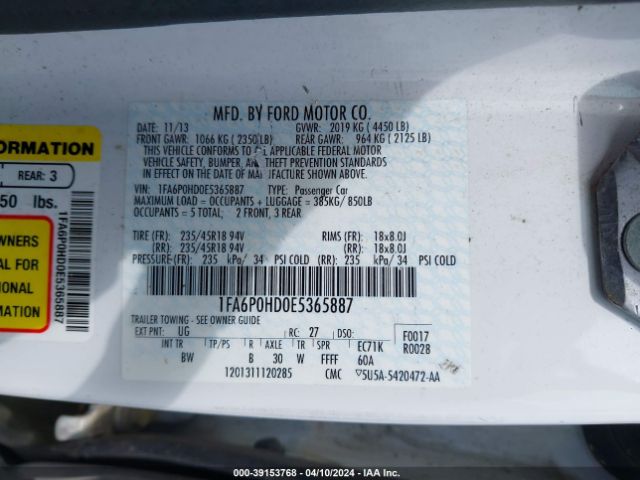 MFG. BY FORD MOTOR CO.
DATE: 11/13 GVWR: 2019 KG ( 4450 LB)
FRONT GAWR: 1066 KG ( 2350 LB) REAR GAWR: 964 KG ( 2125 LB)
THIS VEHICLE CONFORMS TO APPLICABLE FEDERAL MOTOR
VEHICLE SAFETY, BUMPER, AND THEFT PREVENTION STANDARDS
IN EFFECT ON THE DATE OF MANUFACTURE SHOWN ABOVE.
VIN: 1FA6P0HD0E5365887 TYPE: Passenger Car
MAXIMUM LOAD = OCCUPANTS + LUGGAGE = 385KG/ 850LB
OCCUPANTS = 5 TOTAL, 2 FRONT, 3 REAR
TIRE (FR): 235/45R18 94V RIMS (FR): 18x8.0J
(RR): 235/45R18 94V (RR): 18x8.0J
PRESSURE(FR): 235 kPa/ 34 PSI COLD (RR): 235 kPa/ 34 PSI COLD
1FA6P0HD0E5365887
TRAILER TOWING - SEE OWNER GUIDE
EXT PNT: UG RC: 27 DSO: F0017
INT TR TP/PS R AXLE TR SPR EC71K R0028
BW B 30 W FFFF 60A
1201311120285 CMC 5U5A-5420472-AA
FORMATION
REAR: 3
50 lbs.
WNERS
AL FOR
TIONAL
ATION
1FA6P0HD0E5365887
000-39153768 - 04/10/2024 - IAA Inc.